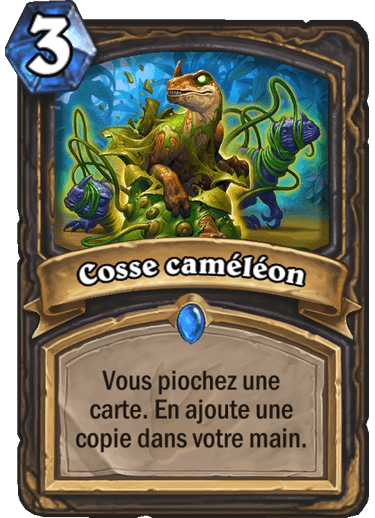 3
Cosse caméléon
Vous piochez une
carte. En ajoute une
copie dans votre main.